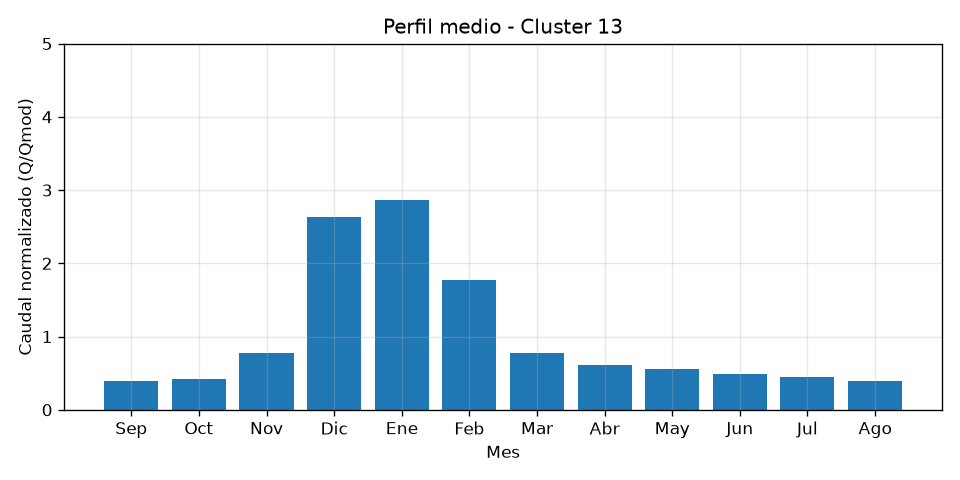 Perfil medio - Cluster 13
Caudal normalizado (Q/Qmod)
5
4
3
2
1
0
Sep Oct Nov Dic Ene Feb Mar Abr May Jun Jul Ago
Mes